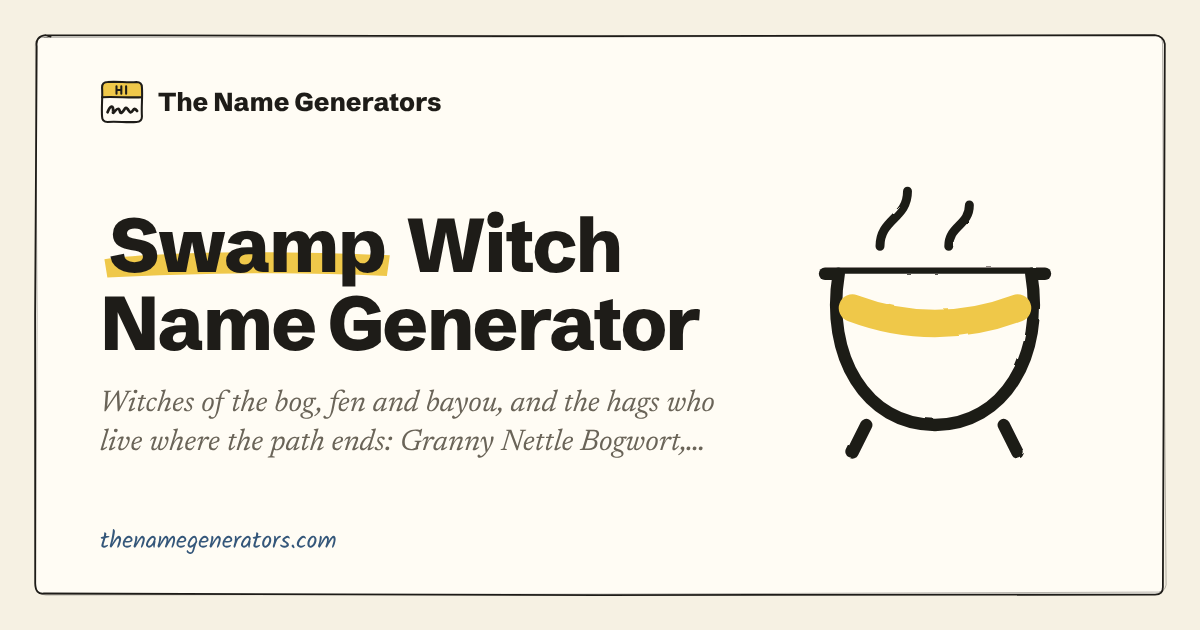 HI
The Name Generators
Swamp Witch
Name Generator
Witches of the bog, fen and bayou, and the hags who
live where the path ends: Granny Nettle Bogwort,...
thenamegenerators.com